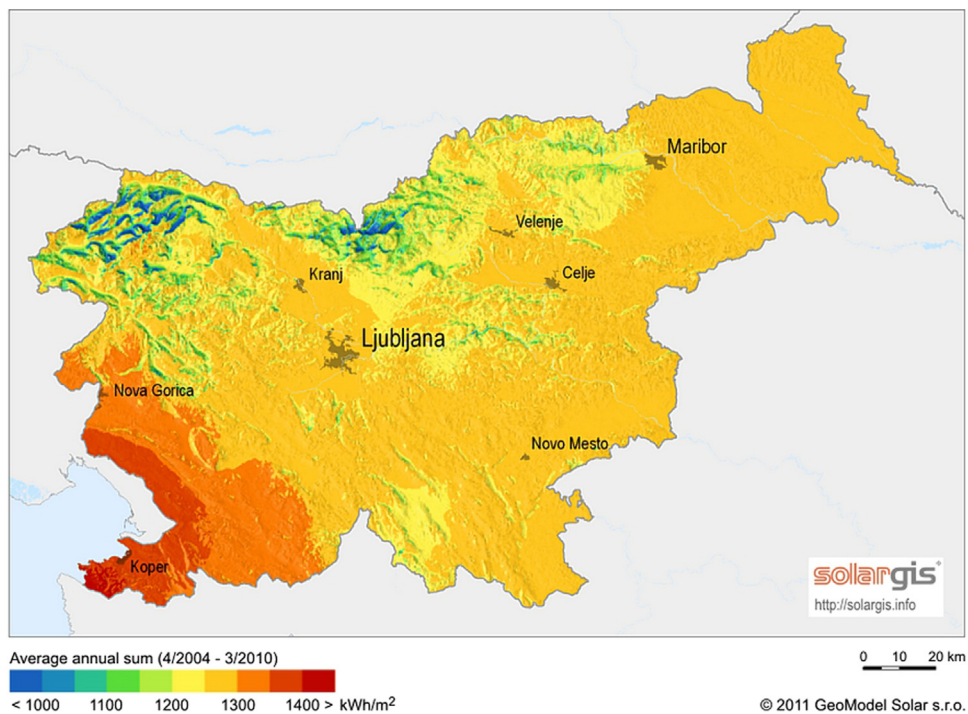 Maribor
Velenje
Celje
Kranj
Ljubljana
Nova Gorica
Novo Mesto
Koper
solargis
http://solargis.info
Average annual sum (4/2004 - 3/2010)
0 10 20 km
< 1000 1100 1200 1300 1400 > kWh/m²
© 2011 GeoModel Solar s.r.o.